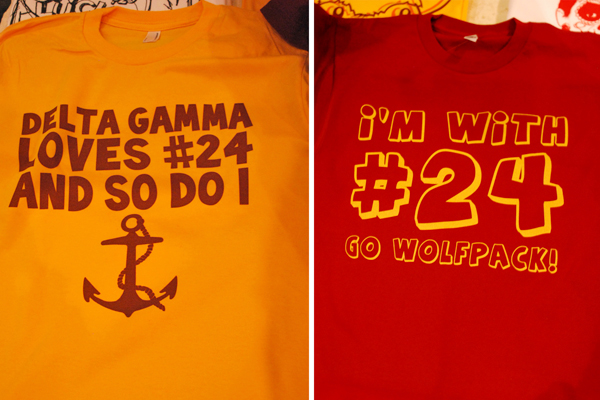 DELTA GAMMA
LOVES #24
AND SO DO I
i'M WiTH
#24
GO WOLFPACK!